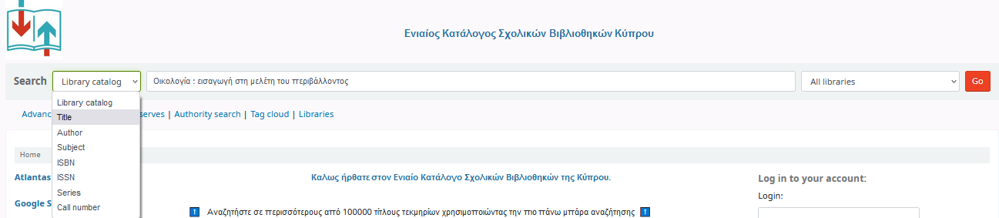 Ενιαίος Κατάλογος Σχολικών Βιβλιοθηκών Κύπρου
Search Library catalog Οικολογία : εισαγωγή στη μελέτη του περιβάλλοντος All libraries Go
Library catalog
Title
Author
Subject
ISBN
ISSN
Series
Call number
Advanc serves | Authority search | Tag cloud | Libraries
Home
Atlantas
Google S
Καλως ήρθατε στον Ενιαίο Κατάλογο Σχολικών Βιβλιοθηκών της Κύπρου.
Αναζητήστε σε περισσότερους από 100000 τίτλους τεκμηρίων χρησιμοποιώντας την πιο πάνω μπάρα αναζήτησης
Log in to your account:
Login: